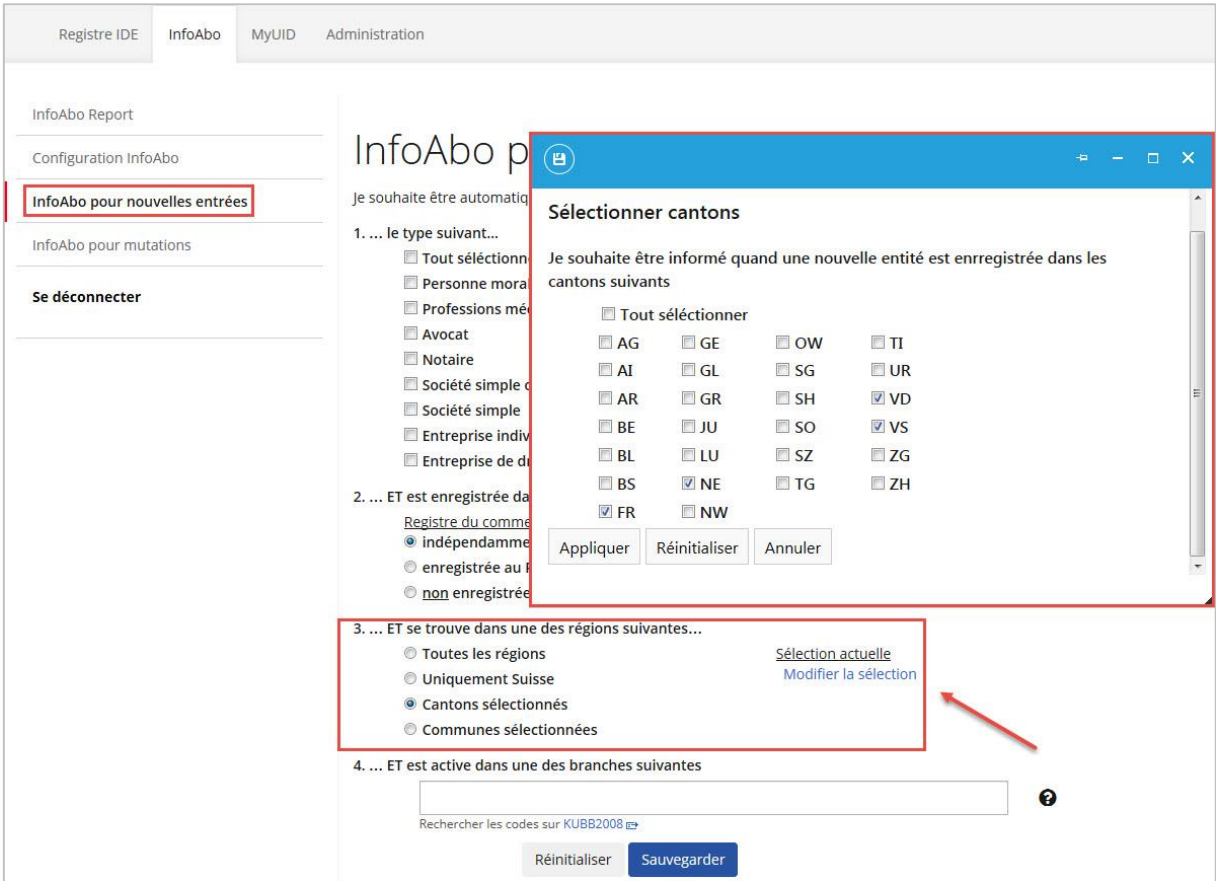 Registre IDE InfoAbo MyUID Administration
InfoAbo Report
Configuration InfoAbo
InfoAbo pour nouvelles entrées
InfoAbo pour mutations
Se déconnecter
InfoAbo p
Je souhaite être automatiq
1. ... le type suivant...
Tout séléctionn
Personne moral
Professions méd
Avocat
Notaire
Société simple
Société simple
Entreprise indiv
Entreprise de dr
2. ... ET est enregistrée da
Registre du comme
indépendamme
enregistrée au
non enregistrée
Sélectionner cantons
Je souhaite être informé quand une nouvelle entité est enrregistrée dans les
cantons suivants
Tout séléctionner
AG GE OW TI
AI GL SG UR
AR GR SH VD
BE JU SO VS
BL LU SZ ZG
BS NE TG ZH
FR NW
Appliquer Réinitialiser Annuler
3. ... ET se trouve dans une des régions suivantes...
Toutes les régions Sélection actuelle
Uniquement Suisse Modifier la sélection
Cantons sélectionnés
Communes sélectionnées
4. ... ET est active dans une des branches suivantes
Rechercher les codes sur KUBB2008
Réinitialiser Sauvegarder